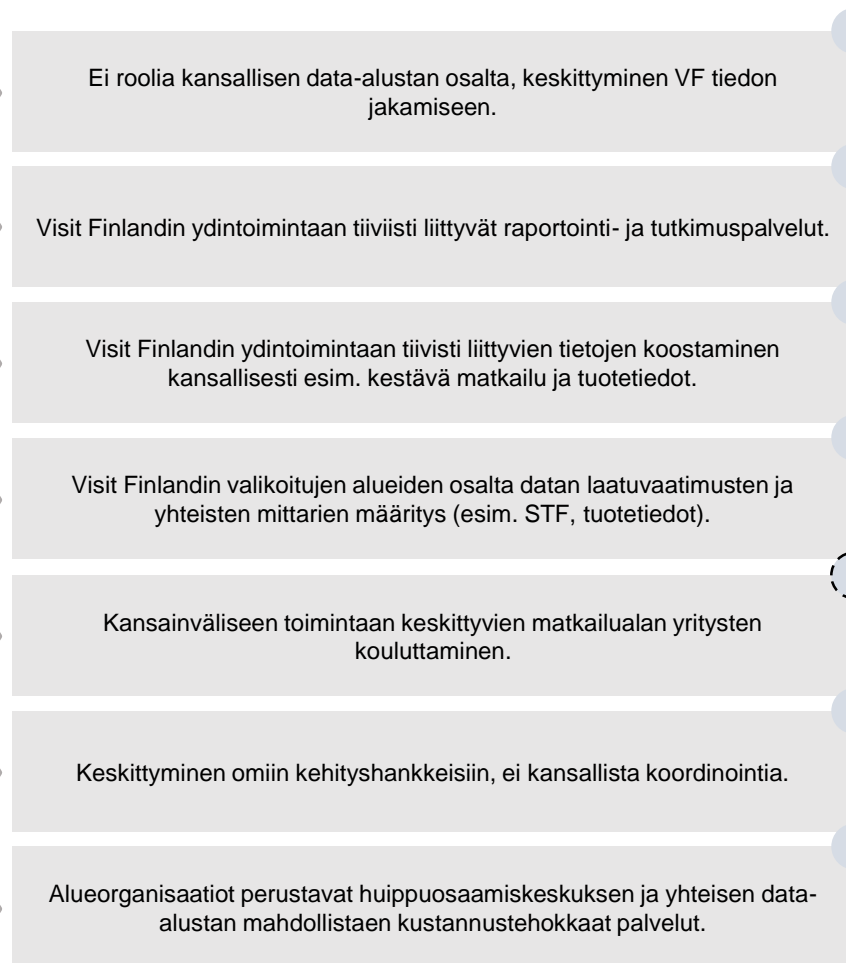 Ei roolia kansallisen data-alustan osalta, keskittyminen VF tiedon
jakamiseen.
Visit Finlandin ydintoimintaan tiiviisti liittyvät raportointi- ja tutkimuspalvelut.
Visit Finlandin ydintoimintaan tiivisti liittyvien tietojen koostaminen
kansallisesti esim. kestävä matkailu ja tuotetiedot.
Visit Finlandin valikoitujen alueiden osalta datan laatuvaatimusten ja
yhteisten mittarien määritys (esim. STF, tuotetiedot).
Kansainväliseen toimintaan keskittyvien matkailualan yritysten
kouluttaminen.
Keskittyminen omiin kehityshankkeisiin, ei kansallista koordinointia.
Alueorganisaatiot perustavat huippuosaamiskeskuksen ja yhteisen data-
alustan mahdollistaen kustannustehokkaat palvelut.